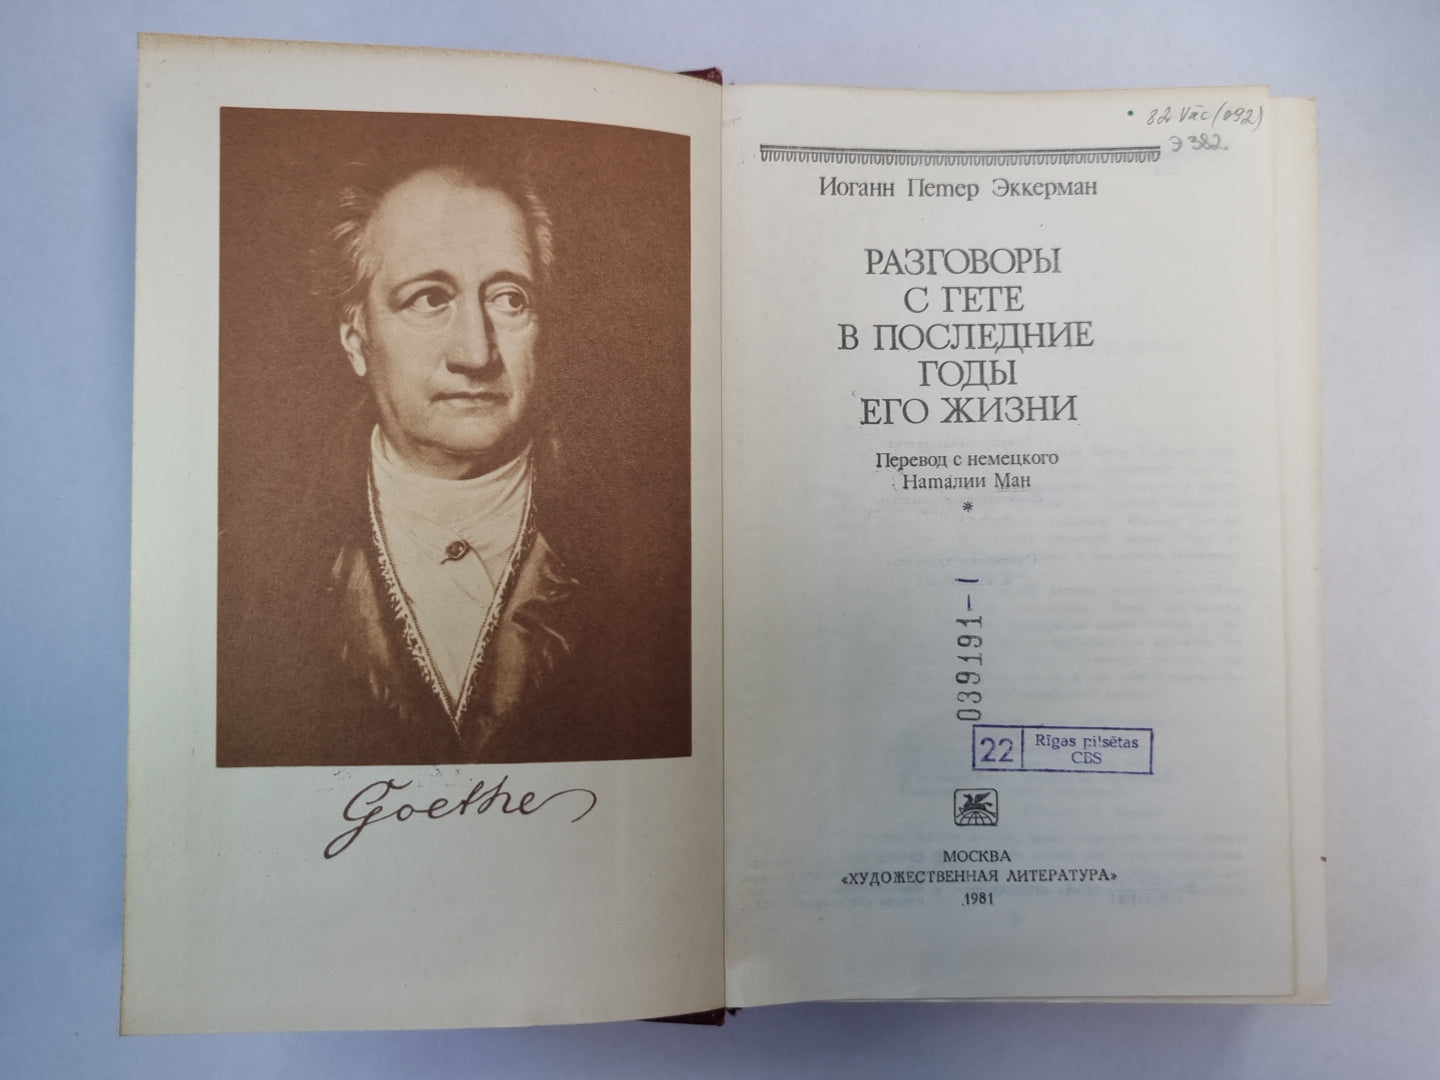 Goethe
82 Vāc(092)
Э 382
Иоганн Петер Эккерман
РАЗГОВОРЫ
С ГЕТЕ
В ПОСЛЕДНИЕ
ГОДЫ
ЕГО ЖИЗНИ
Перевод с немецкого
Наталии Ман
*
039191-1
22
Rīgas pilsētas
CBS
МОСКВА
«ХУДОЖЕСТВЕННАЯ ЛИТЕРАТУРА»
1981